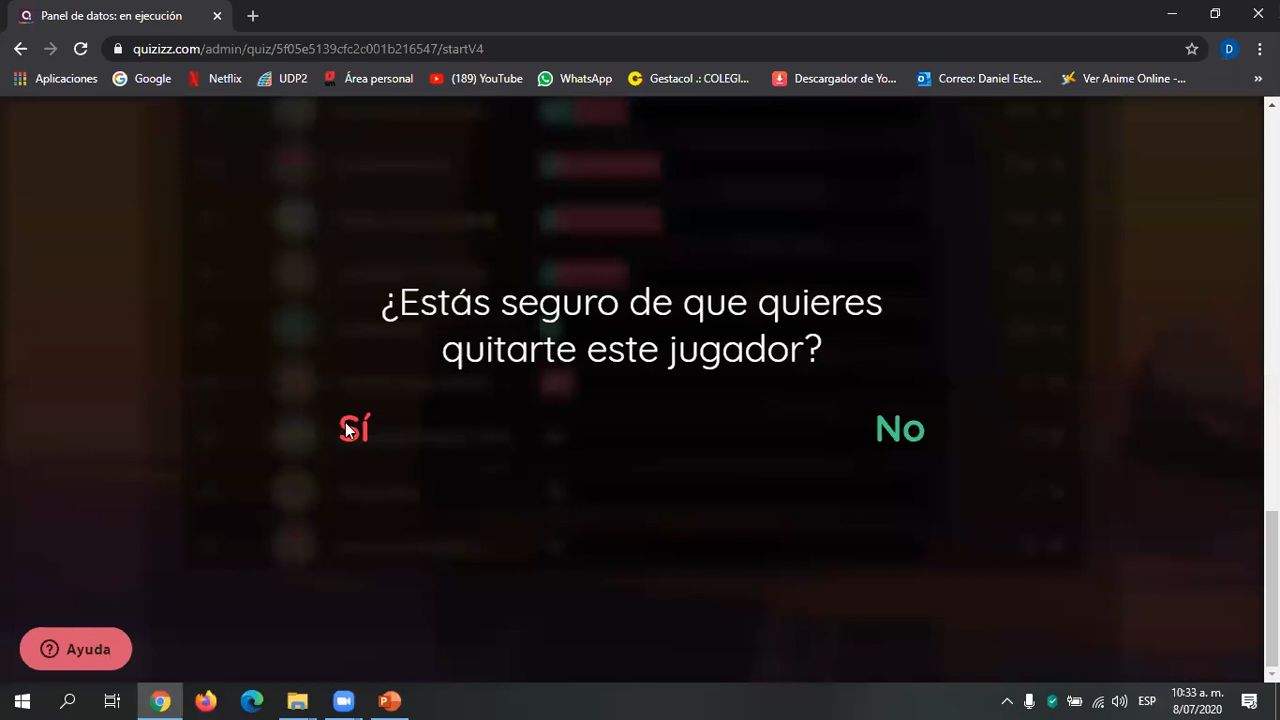 Panel de datos: en ejecución
quizizz.com/admin/quiz/5f05e5139cfc2c001b216547/startV4
D
Aplicaciones Google Netflix UDP2 Área personal (189) YouTube WhatsApp Gestacol .: COLEGI... Descargador de Yo... Correo: Daniel Este... Ver Anime Online -... »
¿Estás seguro de que quieres
quitarte este jugador?
Sí No
? Ayuda
ESP 10:33 a. m.
8/07/2020